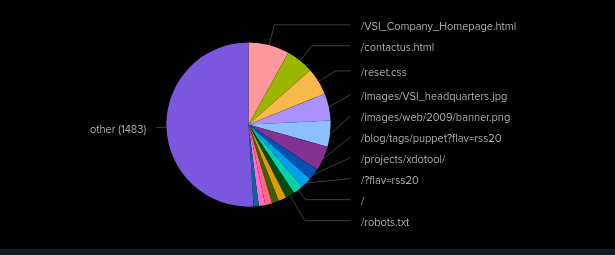 /VSI_Company_Homepage.html
/contactus.html
/reset.css
/images/VSI_headquarters.jpg
/images/web/2009/banner.png
other (1483)
/blog/tags/puppet?flav=rss20
/projects/xdotool/
/?flav=rss20
/
/robots.txt